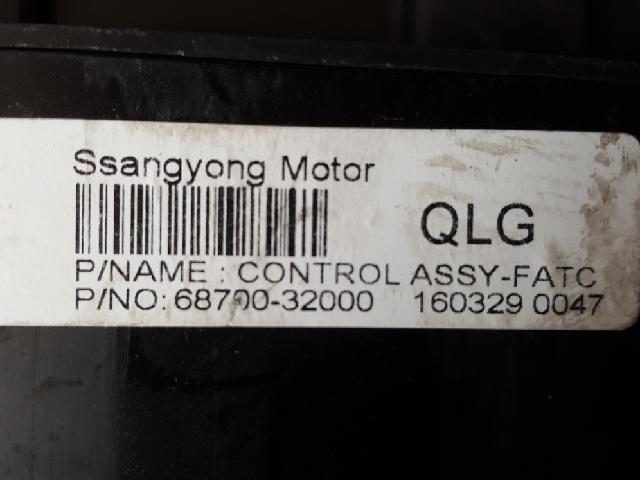 Ssangyong Motor
QLG
P/NAME : CONTROL ASSY-FATC
P/NO: 68700-32000 160329 0047